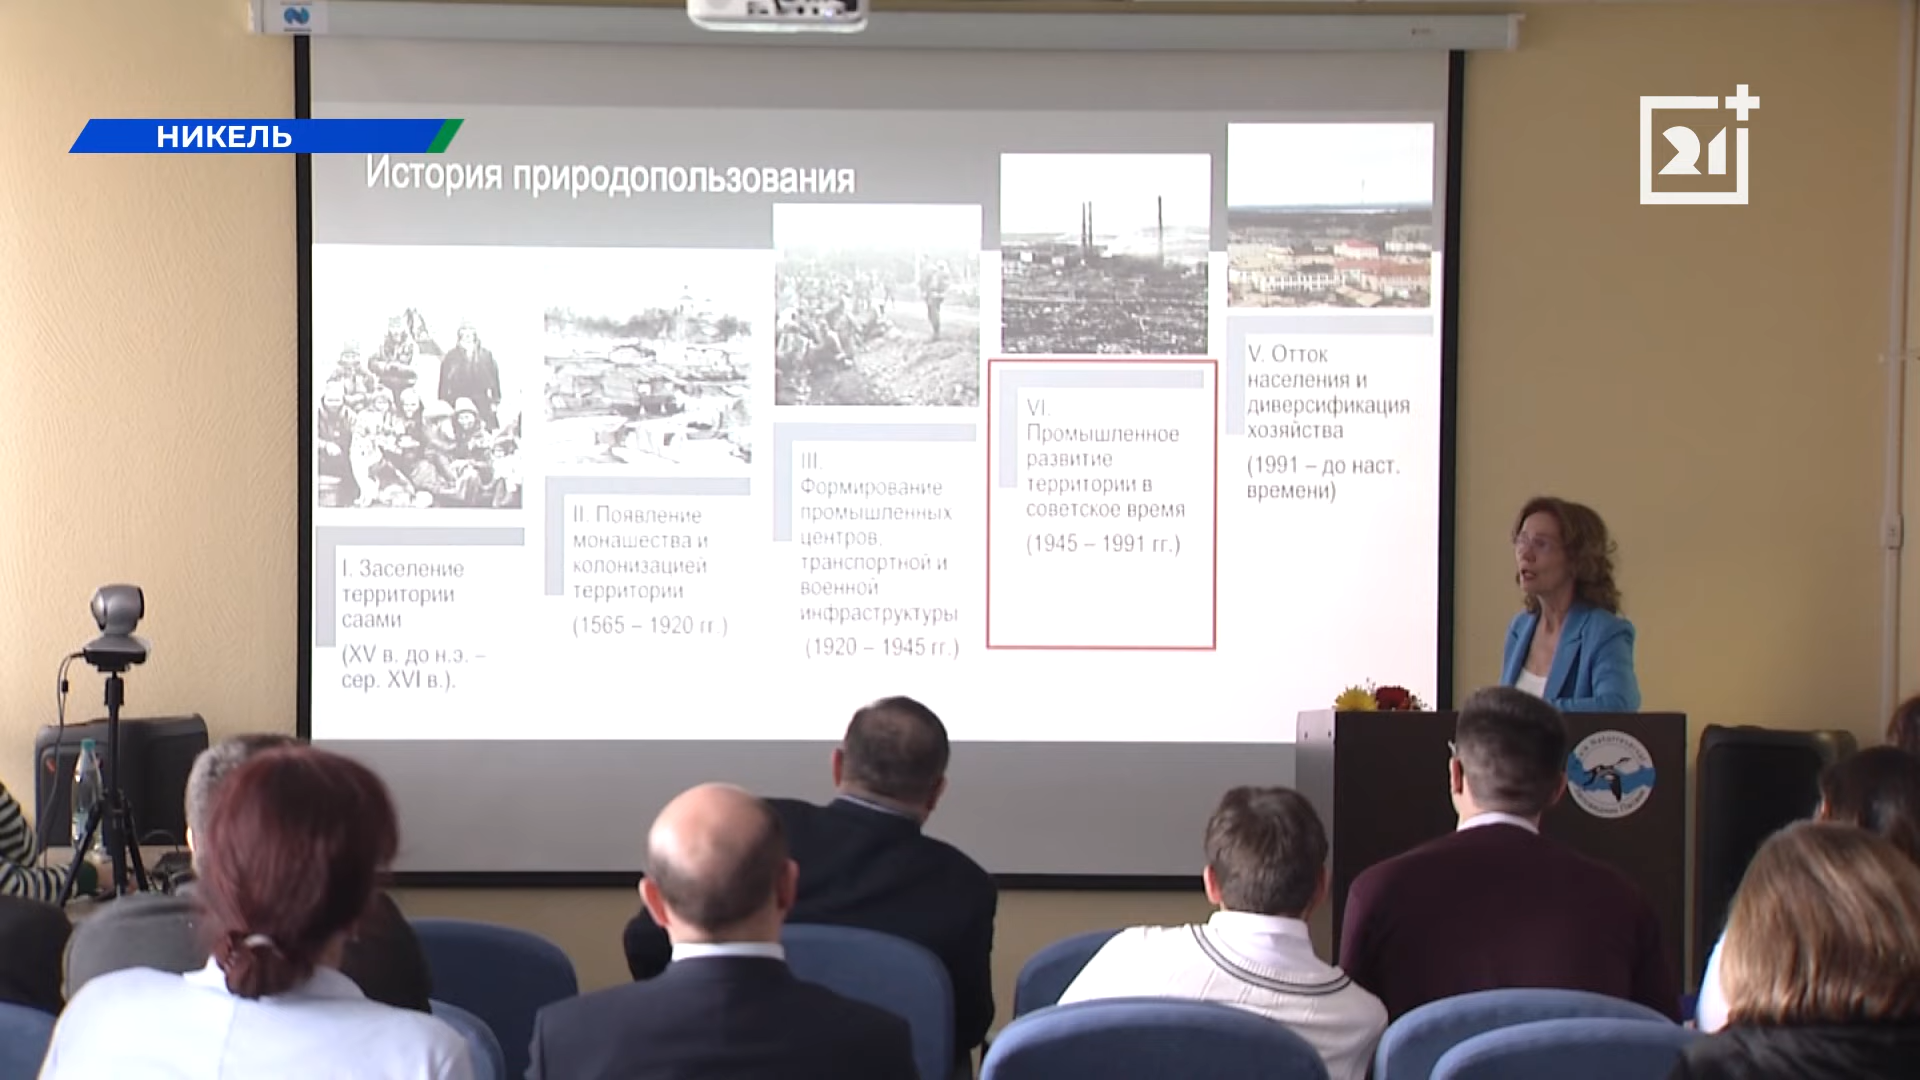 НИКЕЛЬ
21+
История природопользования
I. Заселение
территории
саами
(XV в. до н.э. –
сер. XVI в.).
II. Появление
монашества и
колонизацией
территории
(1565 – 1920 гг.)
III.
Формирование
промышленных
центров,
транспортной и
военной
инфраструктуры
(1920 – 1945 гг.)
VI.
Промышленное
развитие
территории в
советское время
(1945 – 1991 гг.)
V. Отток
населения и
диверсификация
хозяйства
(1991 – до наст.
времени)